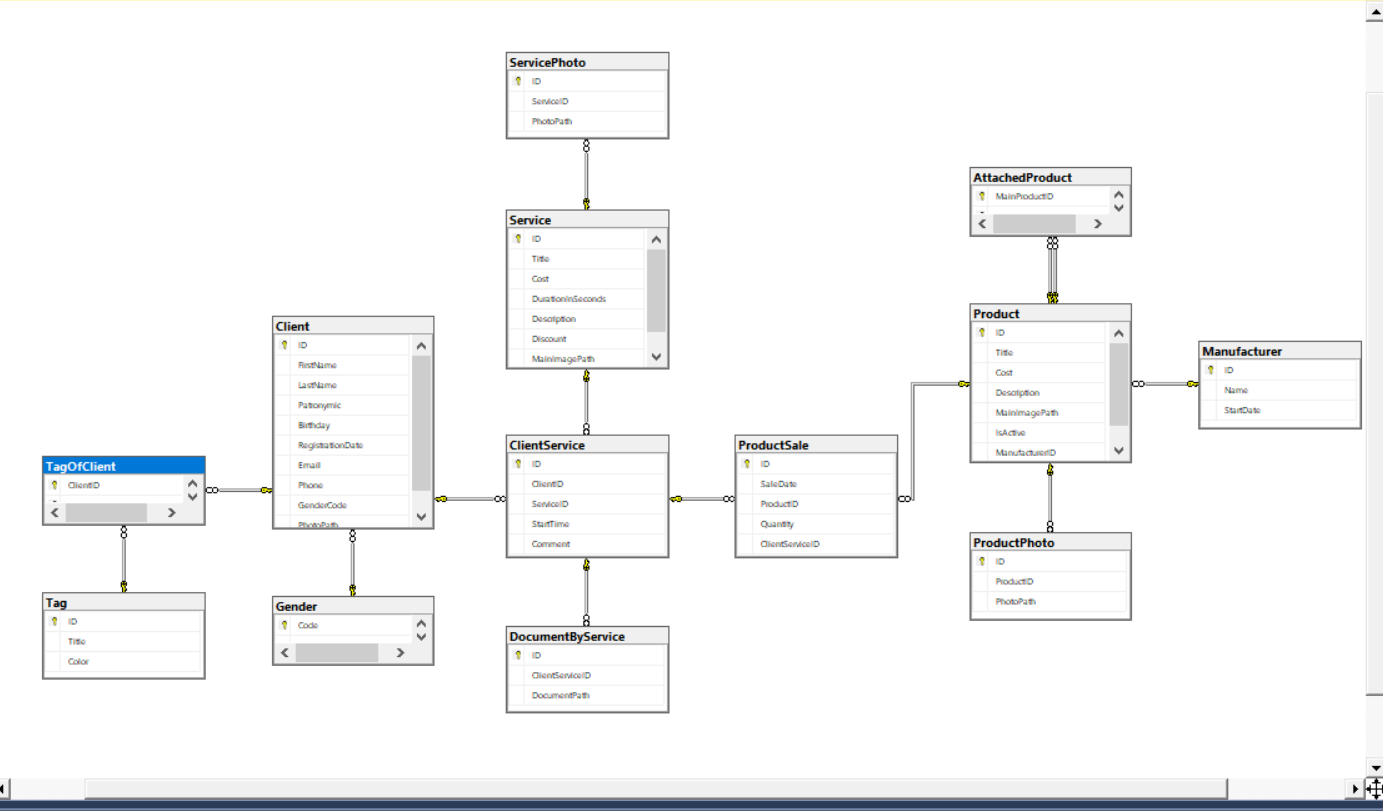 ServicePhoto
ID
ServiceID
PhotoPath
Service
ID
Title
Cost
DurationInSeconds
Description
Discount
MainImagePath
AttachedProduct
MainProductID
Client
ID
FirstName
LastName
Patronymic
Birthday
RegistrationDate
Email
Phone
GenderCode
PhotoPath
Product
ID
Title
Cost
Description
MainImagePath
IsActive
ManufacturerID
Manufacturer
ID
Name
StartDate
TagOfClient
ClientID
ClientService
ID
ClientID
ServiceID
StartTime
Comment
ProductSale
ID
SaleDate
ProductID
Quantity
ClientServiceID
ProductPhoto
ID
ProductID
PhotoPath
Tag
ID
Title
Color
Gender
Code
DocumentByService
ID
ClientServiceID
DocumentPath